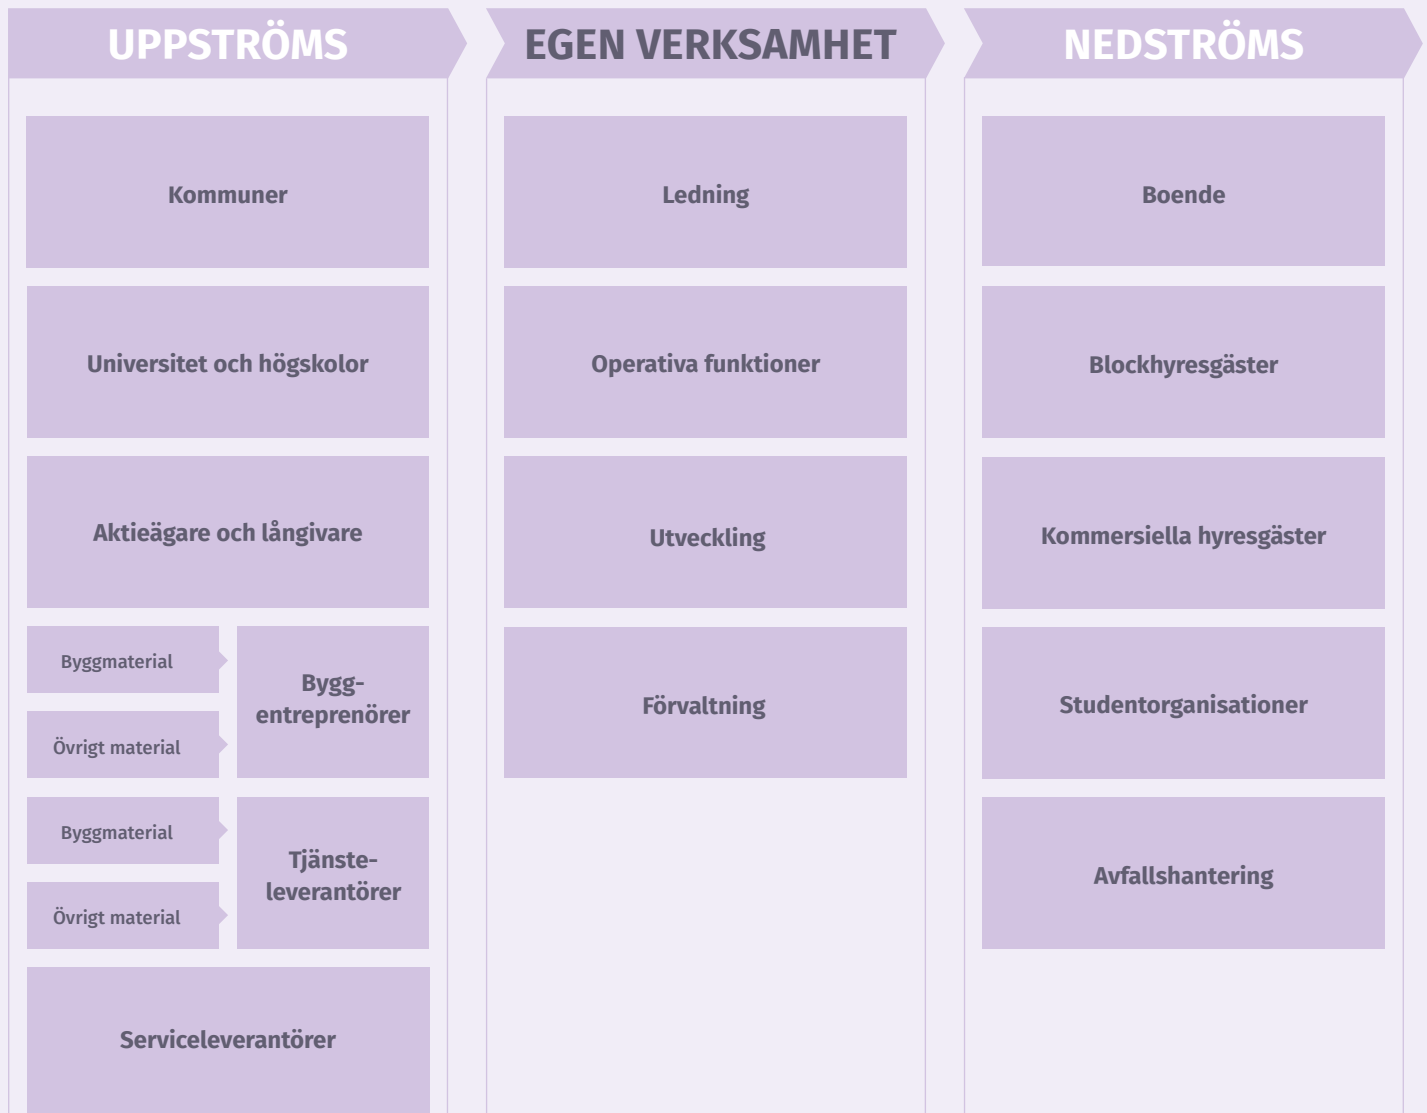 UPPSTRÖMS
Kommuner
Universitet och högskolor
Aktieägare och långivare
Byggmaterial
Övrigt material
Bygg-
entreprenörer
Byggmaterial
Övrigt material
Tjänste-
leverantörer
Serviceleverantörer
EGEN VERKSAMHET
Ledning
Operativa funktioner
Utveckling
Förvaltning
NEDSTRÖMS
Boende
Blockhyresgäster
Kommersiella hyresgäster
Studentorganisationer
Avfallshantering